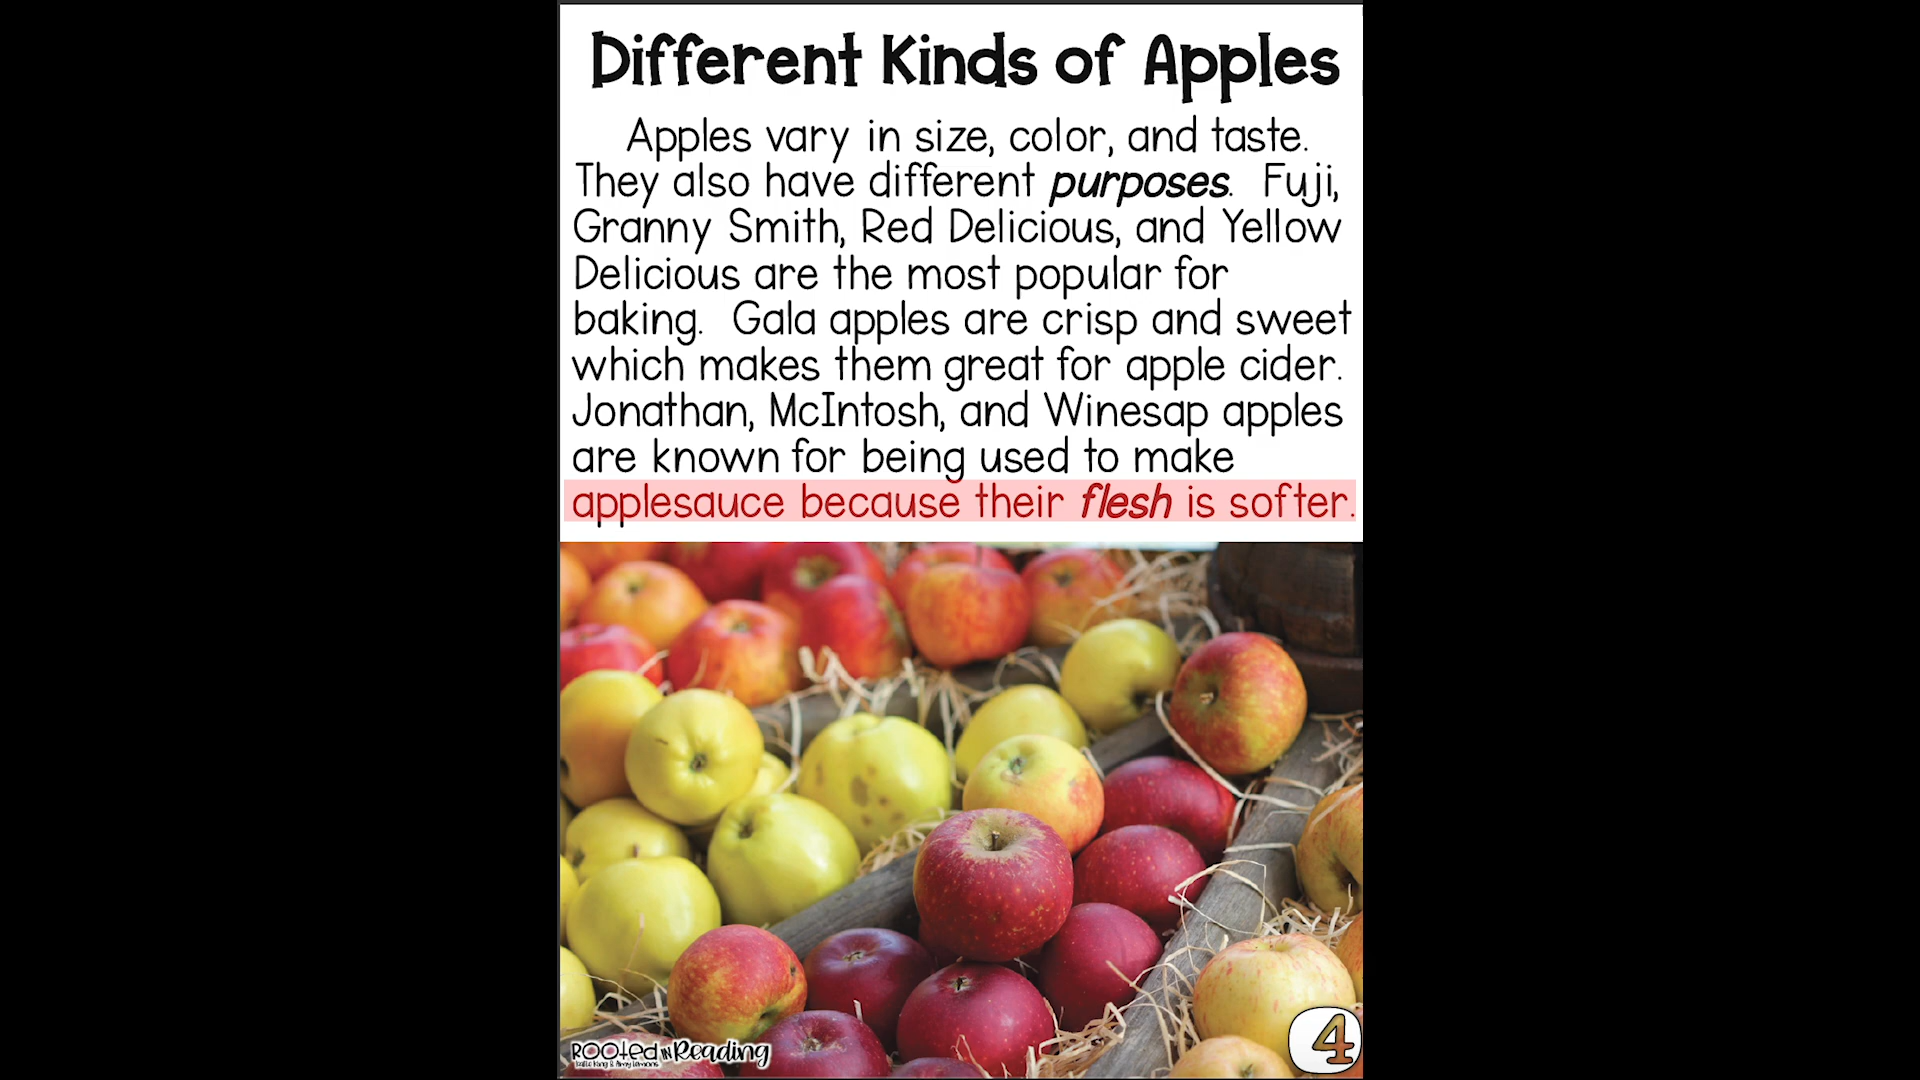 Different Kinds of Apples
Apples vary in size, color, and taste.
They also have different purposes. Fuji,
Granny Smith, Red Delicious, and Yellow
Delicious are the most popular for
baking. Gala apples are crisp and sweet
which makes them great for apple cider.
Jonathan, McIntosh, and Winesap apples
are known for being used to make
applesauce because their flesh is softer.
Rooted in Reading
4